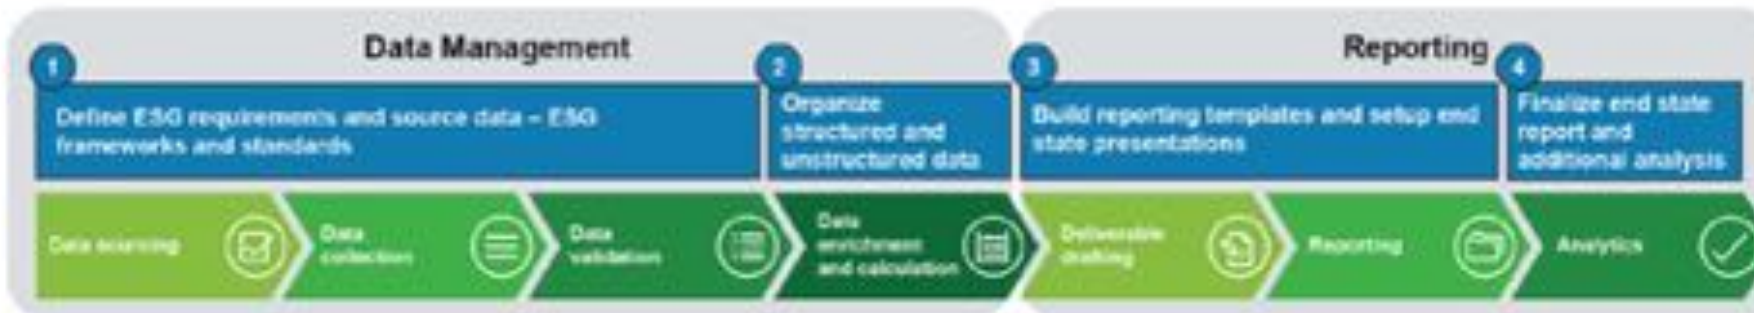 Data Management
Reporting
1
2
3
4
Define ESG requirements and source data – ESG
frameworks and standards
Organize
structured and
unstructured data
Build reporting templates and setup end
state presentations
Finalize end state
report and
additional analysis
Data sourcing
Data
collection
Data
validation
Data
enrichment
and calculation
Deliverable
drafting
Reporting
Analytics